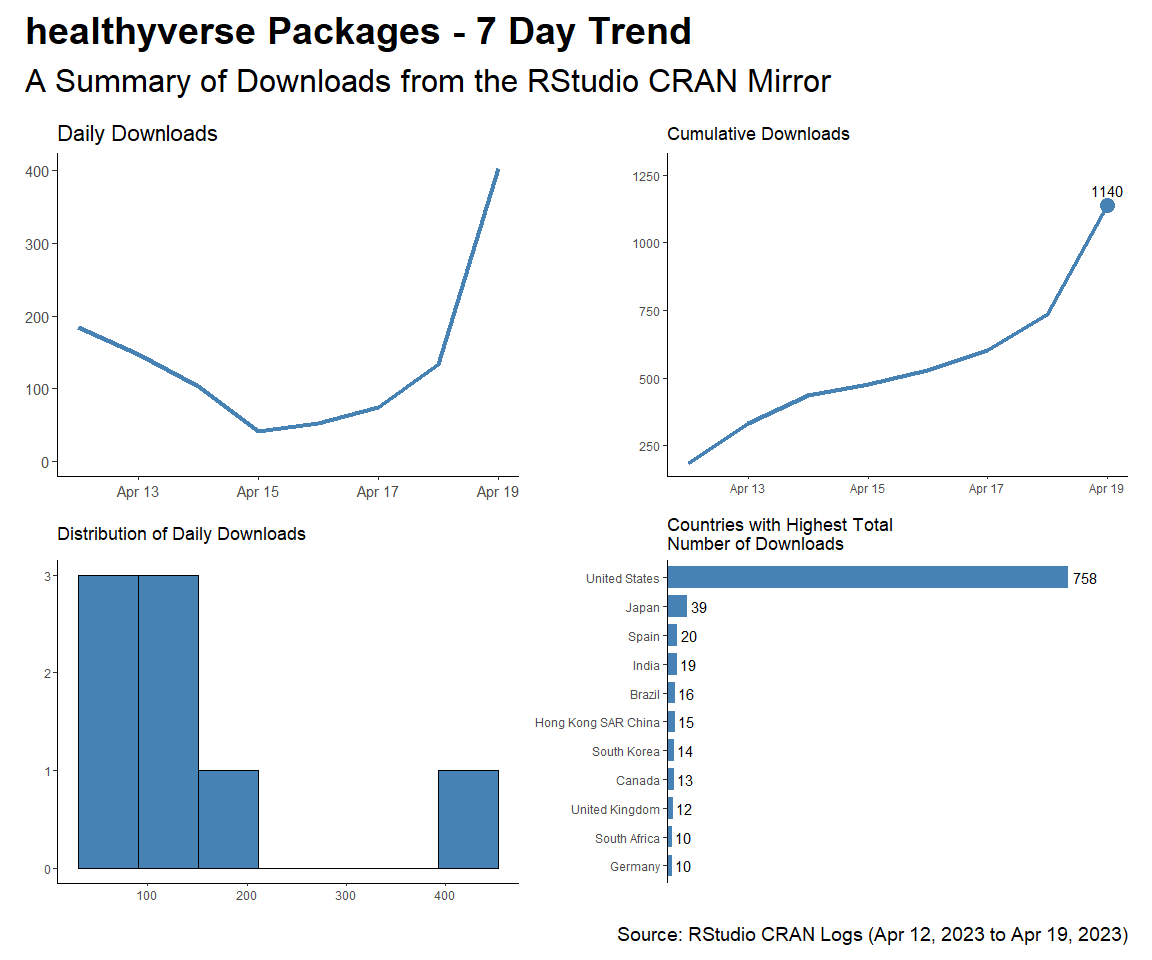 healthyverse Packages - 7 Day Trend
A Summary of Downloads from the RStudio CRAN Mirror
Daily Downloads
400
300
200
100
0
Apr 13 Apr 15 Apr 17 Apr 19
Cumulative Downloads
1250
1140
1000
750
500
250
Apr 13 Apr 15 Apr 17 Apr 19
Distribution of Daily Downloads
3
2
1
0
100 200 300 400
Countries with Highest Total
Number of Downloads
United States 758
Japan 39
Spain 20
India 19
Brazil 16
Hong Kong SAR China 15
South Korea 14
Canada 13
United Kingdom 12
South Africa 10
Germany 10
Source: RStudio CRAN Logs (Apr 12, 2023 to Apr 19, 2023)